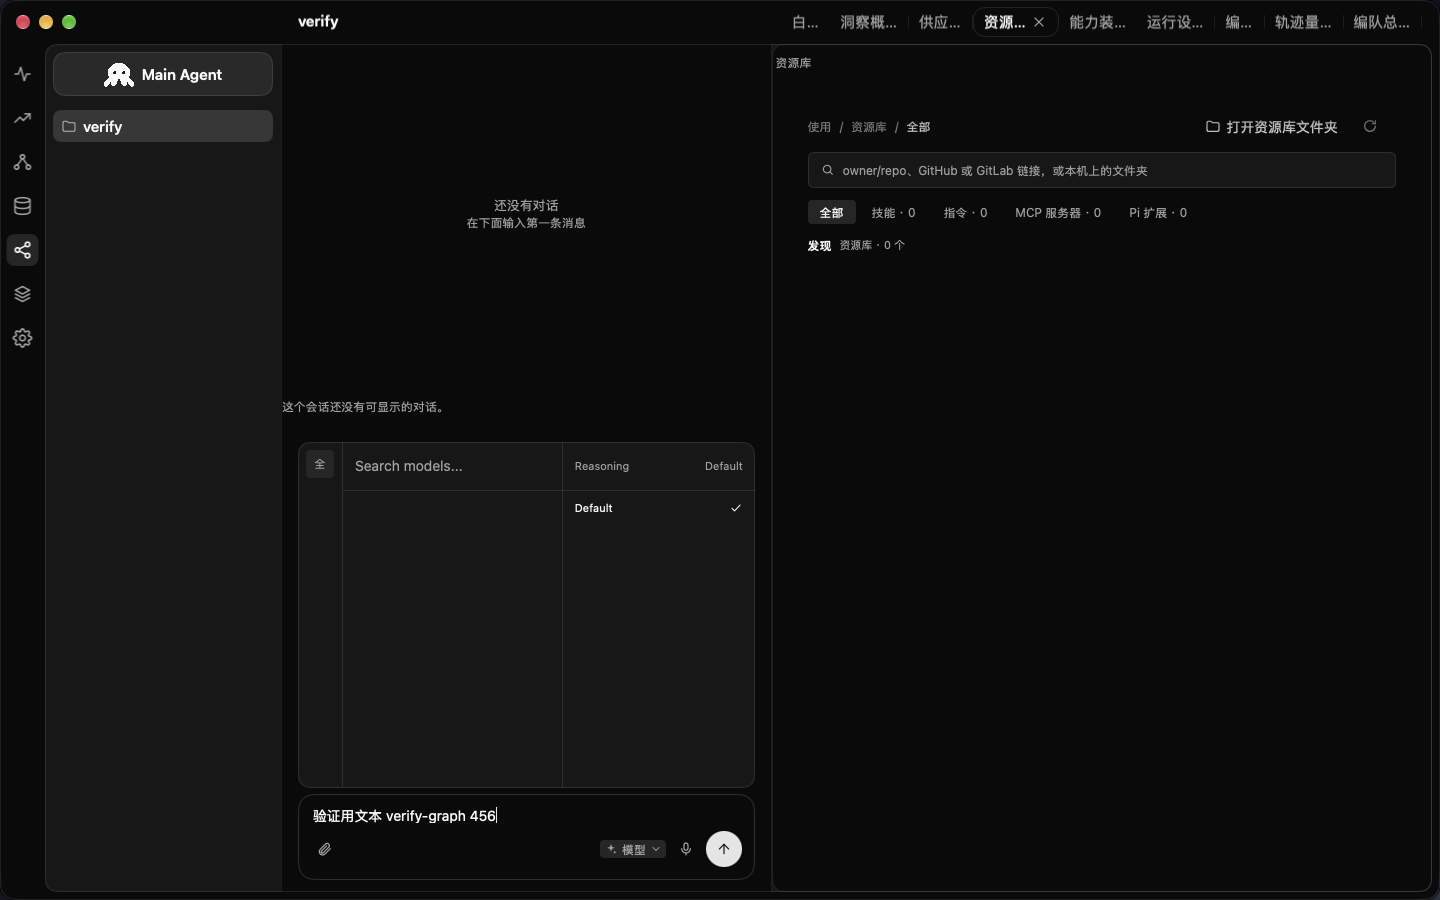 verify
白...
洞察概...
供应...
资源...
能力装...
运行设...
编...
轨迹量...
编队总...
Main Agent
verify
还没有对话
在下面输入第一条消息
这个会话还没有可显示的对话。
全
Search models...
Reasoning
Default
Default
验证用文本 verify-graph 456
模型
资源库
使用 / 资源库 / 全部
打开资源库文件夹
owner/repo、GitHub 或 GitLab 链接，或本机上的文件夹
全部
技能 · 0
指令 · 0
MCP 服务器 · 0
Pi 扩展 · 0
发现 资源库 · 0 个